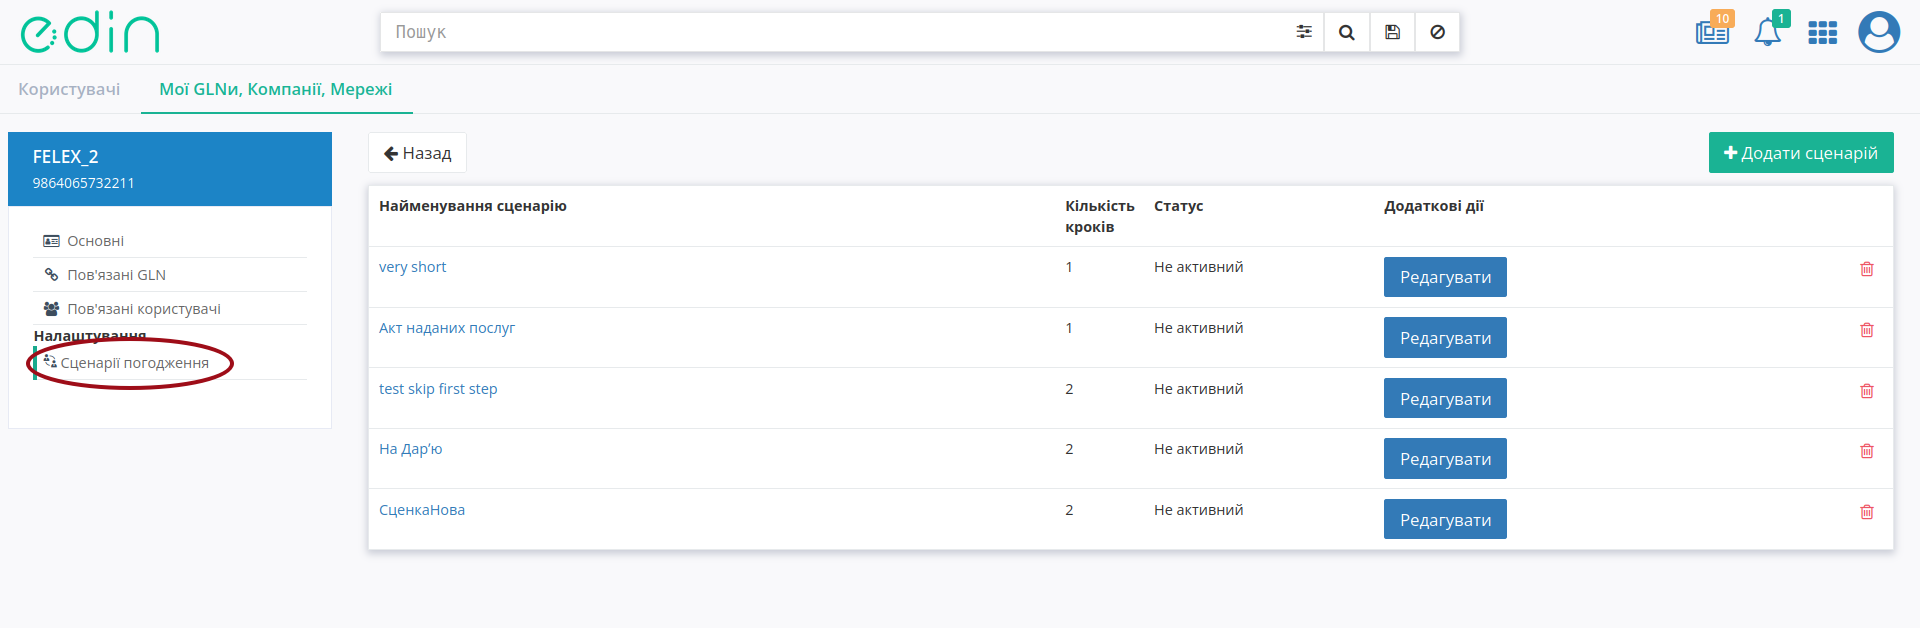 edin
Пошук
10
1
Користувачі
Мої GLNи, Компанії, Мережі
FELEX_2
9864065732211
Основні
Пов'язані GLN
Пов'язані користувачі
Налаштування
Сценарії погодження
Назад
Додати сценарій
Найменування сценарію Кількість кроків Статус Додаткові дії
very short 1 Не активний Редагувати
Акт наданих послуг 1 Не активний Редагувати
test skip first step 2 Не активний Редагувати
На Дар’ю 2 Не активний Редагувати
СценкаНова 2 Не активний Редагувати